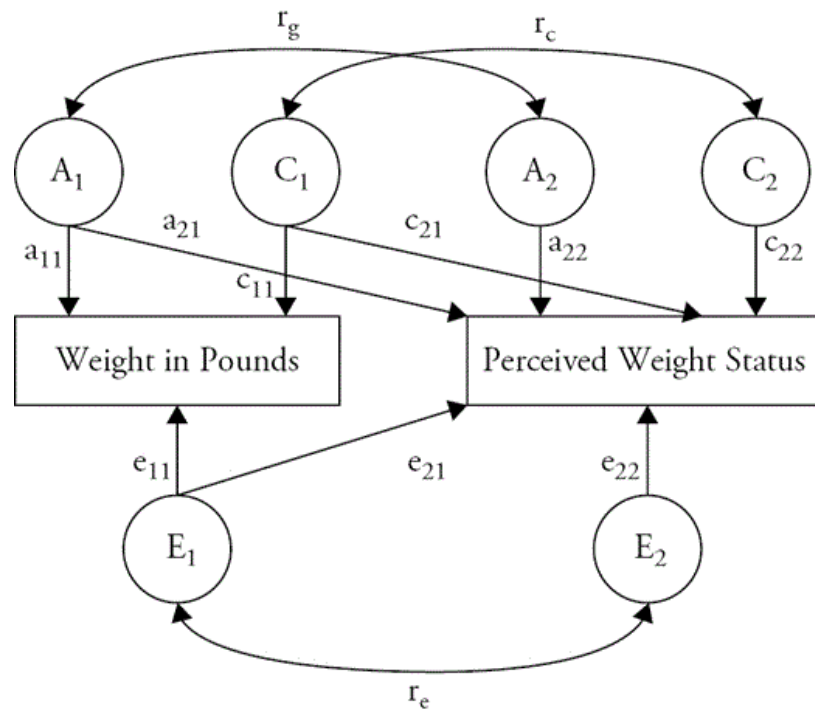 r_g r_c
A_1 C_1 A_2 C_2
a_11 a_21 c_11 c_21 a_22 c_22
Weight in Pounds Perceived Weight Status
e_11 e_21 e_22
E_1 E_2
r_e